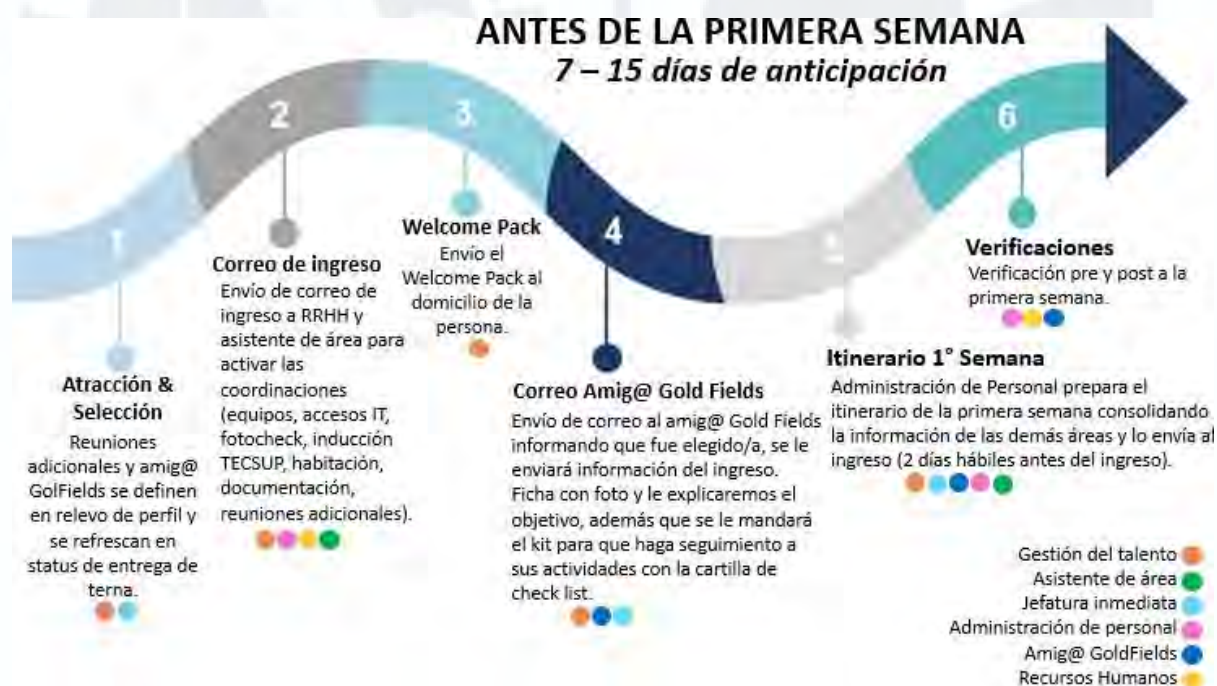 ANTES DE LA PRIMERA SEMANA
7 – 15 días de anticipación
1
Atracción &
Selección
Reuniones
adicionales y amig@
GolFields se definen
en relevo de perfil y
se refrescan en
status de entrega de
terna.
2
Correo de ingreso
Envío de correo de
ingreso a RRHH y
asistente de área para
activar las
coordinaciones
(equipos, accesos IT,
fotocheck, inducción
TECSUP, habitación,
documentación,
reuniones adicionales).
3
Welcome Pack
Envío el
Welcome Pack al
domicilio de la
persona.
4
Correo Amig@ Gold Fields
Envío de correo al amig@ Gold Fields
informando que fue elegido/a, se le
enviará información del ingreso.
Ficha con foto y le explicaremos el
objetivo, además que se le mandará
el kit para que haga seguimiento a
sus actividades con la cartilla de
check list.
5
Itinerario 1° Semana
Administración de Personal prepara el
itinerario de la primera semana consolidando
la información de las demás áreas y lo envía al
ingreso (2 días hábiles antes del ingreso).
6
Verificaciones
Verificación pre y post a la
primera semana.
Gestión del talento
Asistente de área
Jefatura inmediata
Administración de personal
Amig@ GoldFields
Recursos Humanos